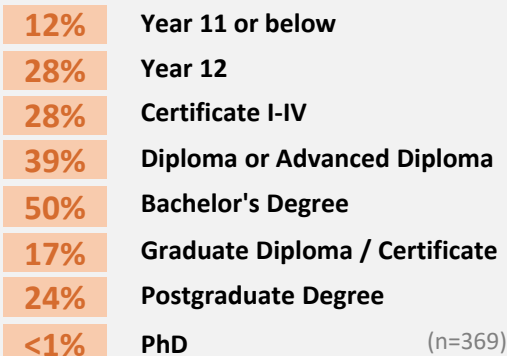 12% Year 11 or below
28% Year 12
28% Certificate I-IV
39% Diploma or Advanced Diploma
50% Bachelor's Degree
17% Graduate Diploma / Certificate
24% Postgraduate Degree
<1% PhD (n=369)